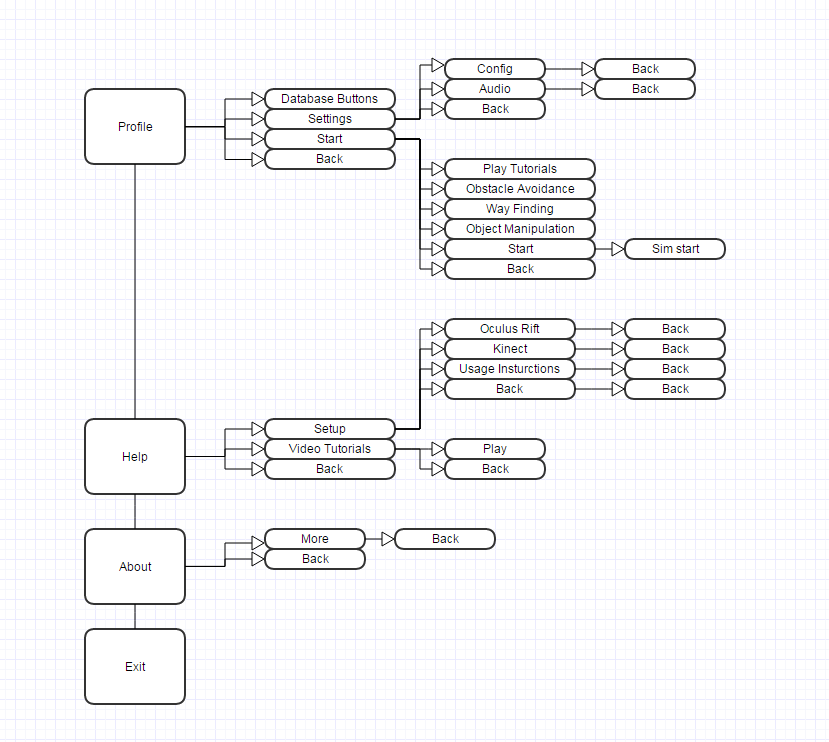 Profile
Database Buttons
Settings
Start
Back
Config
Back
Audio
Back
Back
Play Tutorials
Obstacle Avoidance
Way Finding
Object Manipulation
Start
Sim start
Back
Help
Setup
Video Tutorials
Back
Oculus Rift
Back
Kinect
Back
Usage Insturctions
Back
Back
Back
Play
Back
About
More
Back
Back
Exit